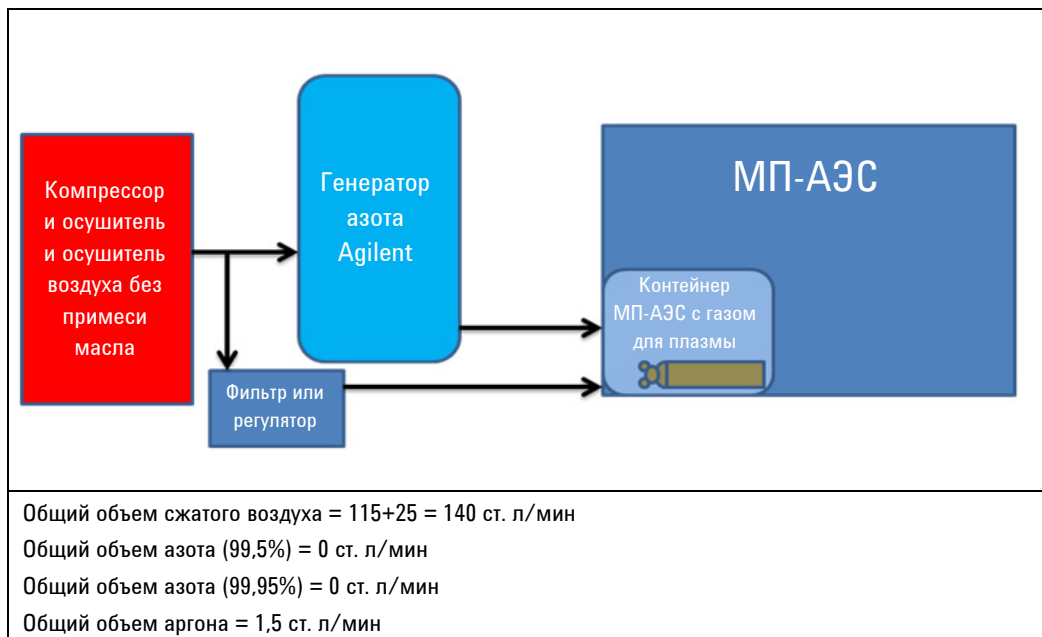 Компрессор
и осушитель
и осушитель
воздуха без
примеси
масла
Генератор
азота
Agilent
МП-АЭС
Контейнер
МП-АЭС с газом
для плазмы
Фильтр или
регулятор
Общий объем сжатого воздуха = 115+25 = 140 ст. л/мин
Общий объем азота (99,5%) = 0 ст. л/мин
Общий объем азота (99,95%) = 0 ст. л/мин
Общий объем аргона = 1,5 ст. л/мин